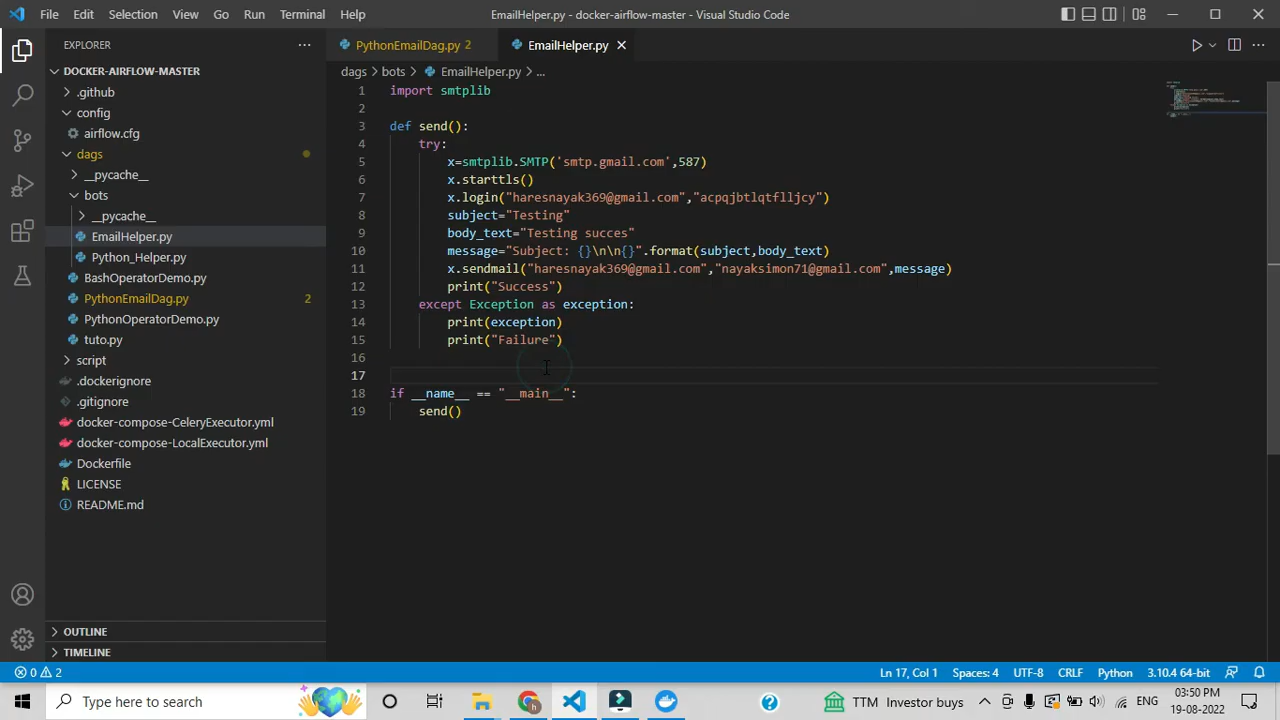 File Edit Selection View Go Run Terminal Help
EmailHelper.py - docker-airflow-master - Visual Studio Code
EXPLORER
PythonEmailDag.py 2
EmailHelper.py
DOCKER-AIRFLOW-MASTER
.github
config
airflow.cfg
dags
__pycache__
bots
__pycache__
EmailHelper.py
Python_Helper.py
BashOperatorDemo.py
PythonEmailDag.py 2
PythonOperatorDemo.py
tuto.py
script
.dockerignore
.gitignore
docker-compose-CeleryExecutor.yml
docker-compose-LocalExecutor.yml
Dockerfile
LICENSE
README.md
OUTLINE
TIMELINE
dags > bots > EmailHelper.py > ...
1 import smtplib
2
3 def send():
4 try:
5 x=smtplib.SMTP('smtp.gmail.com',587)
6 x.starttls()
7 x.login("haresnayak369@gmail.com","acpqjbtlqtflljcy")
8 subject="Testing"
9 body_text="Testing succes"
10 message="Subject: {}\n\n{}".format(subject,body_text)
11 x.sendmail("haresnayak369@gmail.com","nayaksimon71@gmail.com",message)
12 print("Success")
13 except Exception as exception:
14 print(exception)
15 print("Failure")
16
17
18 if __name__ == "__main__":
19 send()
0 2
Ln 17, Col 1 Spaces: 4 UTF-8 CRLF Python 3.10.4 64-bit
Type here to search
TTM Investor buys
ENG
03:50 PM
19-08-2022